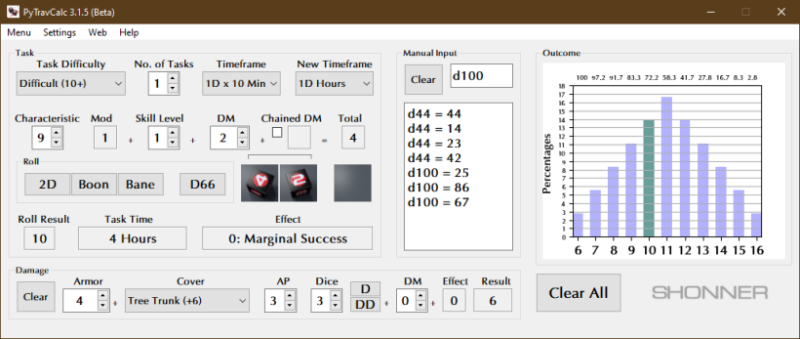 PyTravCalc 3.1.5 (Beta)
Menu Settings Web Help
Task
Task Difficulty No. of Tasks Timeframe New Timeframe
Difficult (10+) 1 1D x 10 Min 1D Hours
Characteristic Mod Skill Level DM Chained DM Total
9 1 + 1 + 2 + = 4
Roll
2D Boon Bane D66
4 2
Roll Result Task Time Effect
10 4 Hours 0: Marginal Success
Manual Input
Clear d100
d44 = 44
d44 = 14
d44 = 23
d44 = 42
d100 = 25
d100 = 86
d100 = 67
Outcome
100 97.2 91.7 83.3 72.2 58.3 41.7 27.8 16.7 8.3 2.8
18
17
16
15
14
13
12
11
10
9
8
7
6
5
4
3
2
1
0
Percentages
6 7 8 9 10 11 12 13 14 15 16
Damage
Armor Cover AP Dice D DM Effect Result
Clear 4 + Tree Trunk (+6) 3 3 DD + 0 + 0 6
Clear All
SHONNER